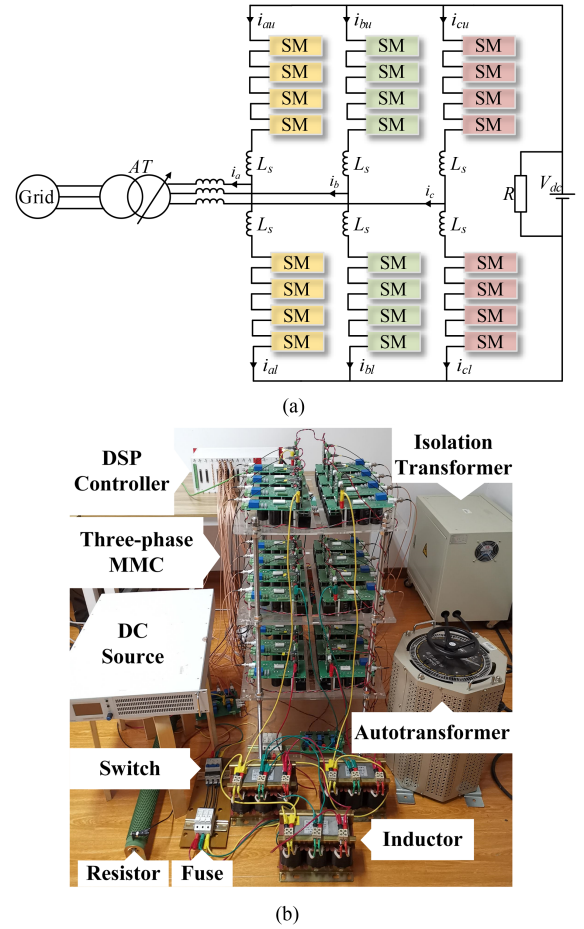 i_au i_bu i_cu
SM SM SM
SM SM SM
SM SM SM
SM SM SM
AT i_a L_s i_b L_s i_c L_s
Grid R V_dc
L_s L_s L_s
SM SM SM
SM SM SM
SM SM SM
SM SM SM
i_al i_bl i_cl
(a)
DSP
Controller
Isolation
Transformer
Three-phase
MMC
DC
Source
Autotransformer
Switch
Inductor
Resistor Fuse
(b)